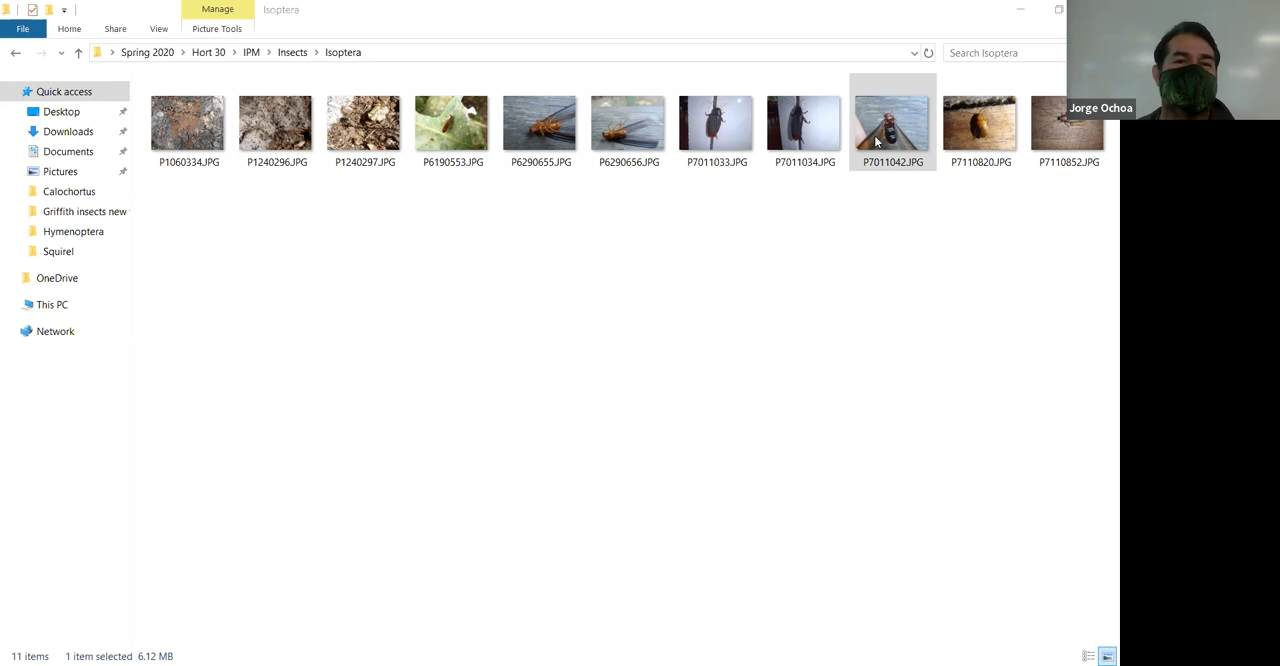 Manage
Isoptera
File
Home
Share
View
Picture Tools
Spring 2020
Hort 30
IPM
Insects
Isoptera
Search Isoptera
Jorge Ochoa
Quick access
Desktop
Downloads
Documents
Pictures
Calochortus
Griffith insects new
Hymenoptera
Squirel
OneDrive
This PC
Network
P1060334.JPG
P1240296.JPG
P1240297.JPG
P6190553.JPG
P6290655.JPG
P6290656.JPG
P7011033.JPG
P7011034.JPG
P7011042.JPG
P7110820.JPG
P7110852.JPG
11 items
1 item selected
6.12 MB